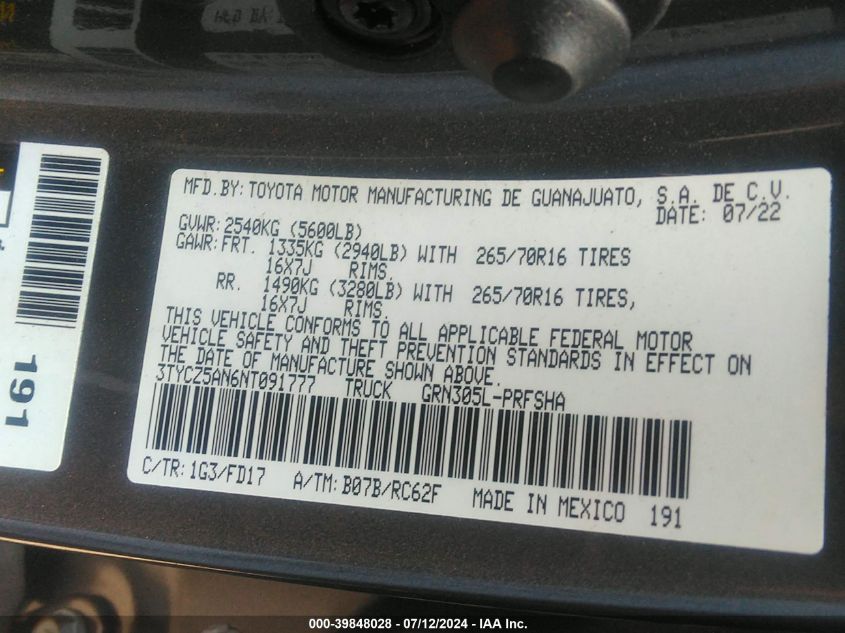 MFD.BY: TOYOTA MOTOR MANUFACTURING DE GUANAJUATO, S.A. DE C.V.
DATE: 07/22
GVWR: 2540KG (5600LB)
GAWR: FRT. 1335KG (2940LB) WITH 265/70R16 TIRES
16X7J RIMS.
RR. 1490KG (3280LB) WITH 265/70R16 TIRES,
16X7J RIMS.
THIS VEHICLE CONFORMS TO ALL APPLICABLE FEDERAL MOTOR
VEHICLE SAFETY AND THEFT PREVENTION STANDARDS IN EFFECT ON
THE DATE OF MANUFACTURE SHOWN ABOVE.
3TYCZ5AN6NT091777 TRUCK GRN305L-PRFSHA
C/TR: 1G3/FD17 A/TM: B07B/RC62F MADE IN MEXICO 191
191
000-39848028 - 07/12/2024 - IAA Inc.